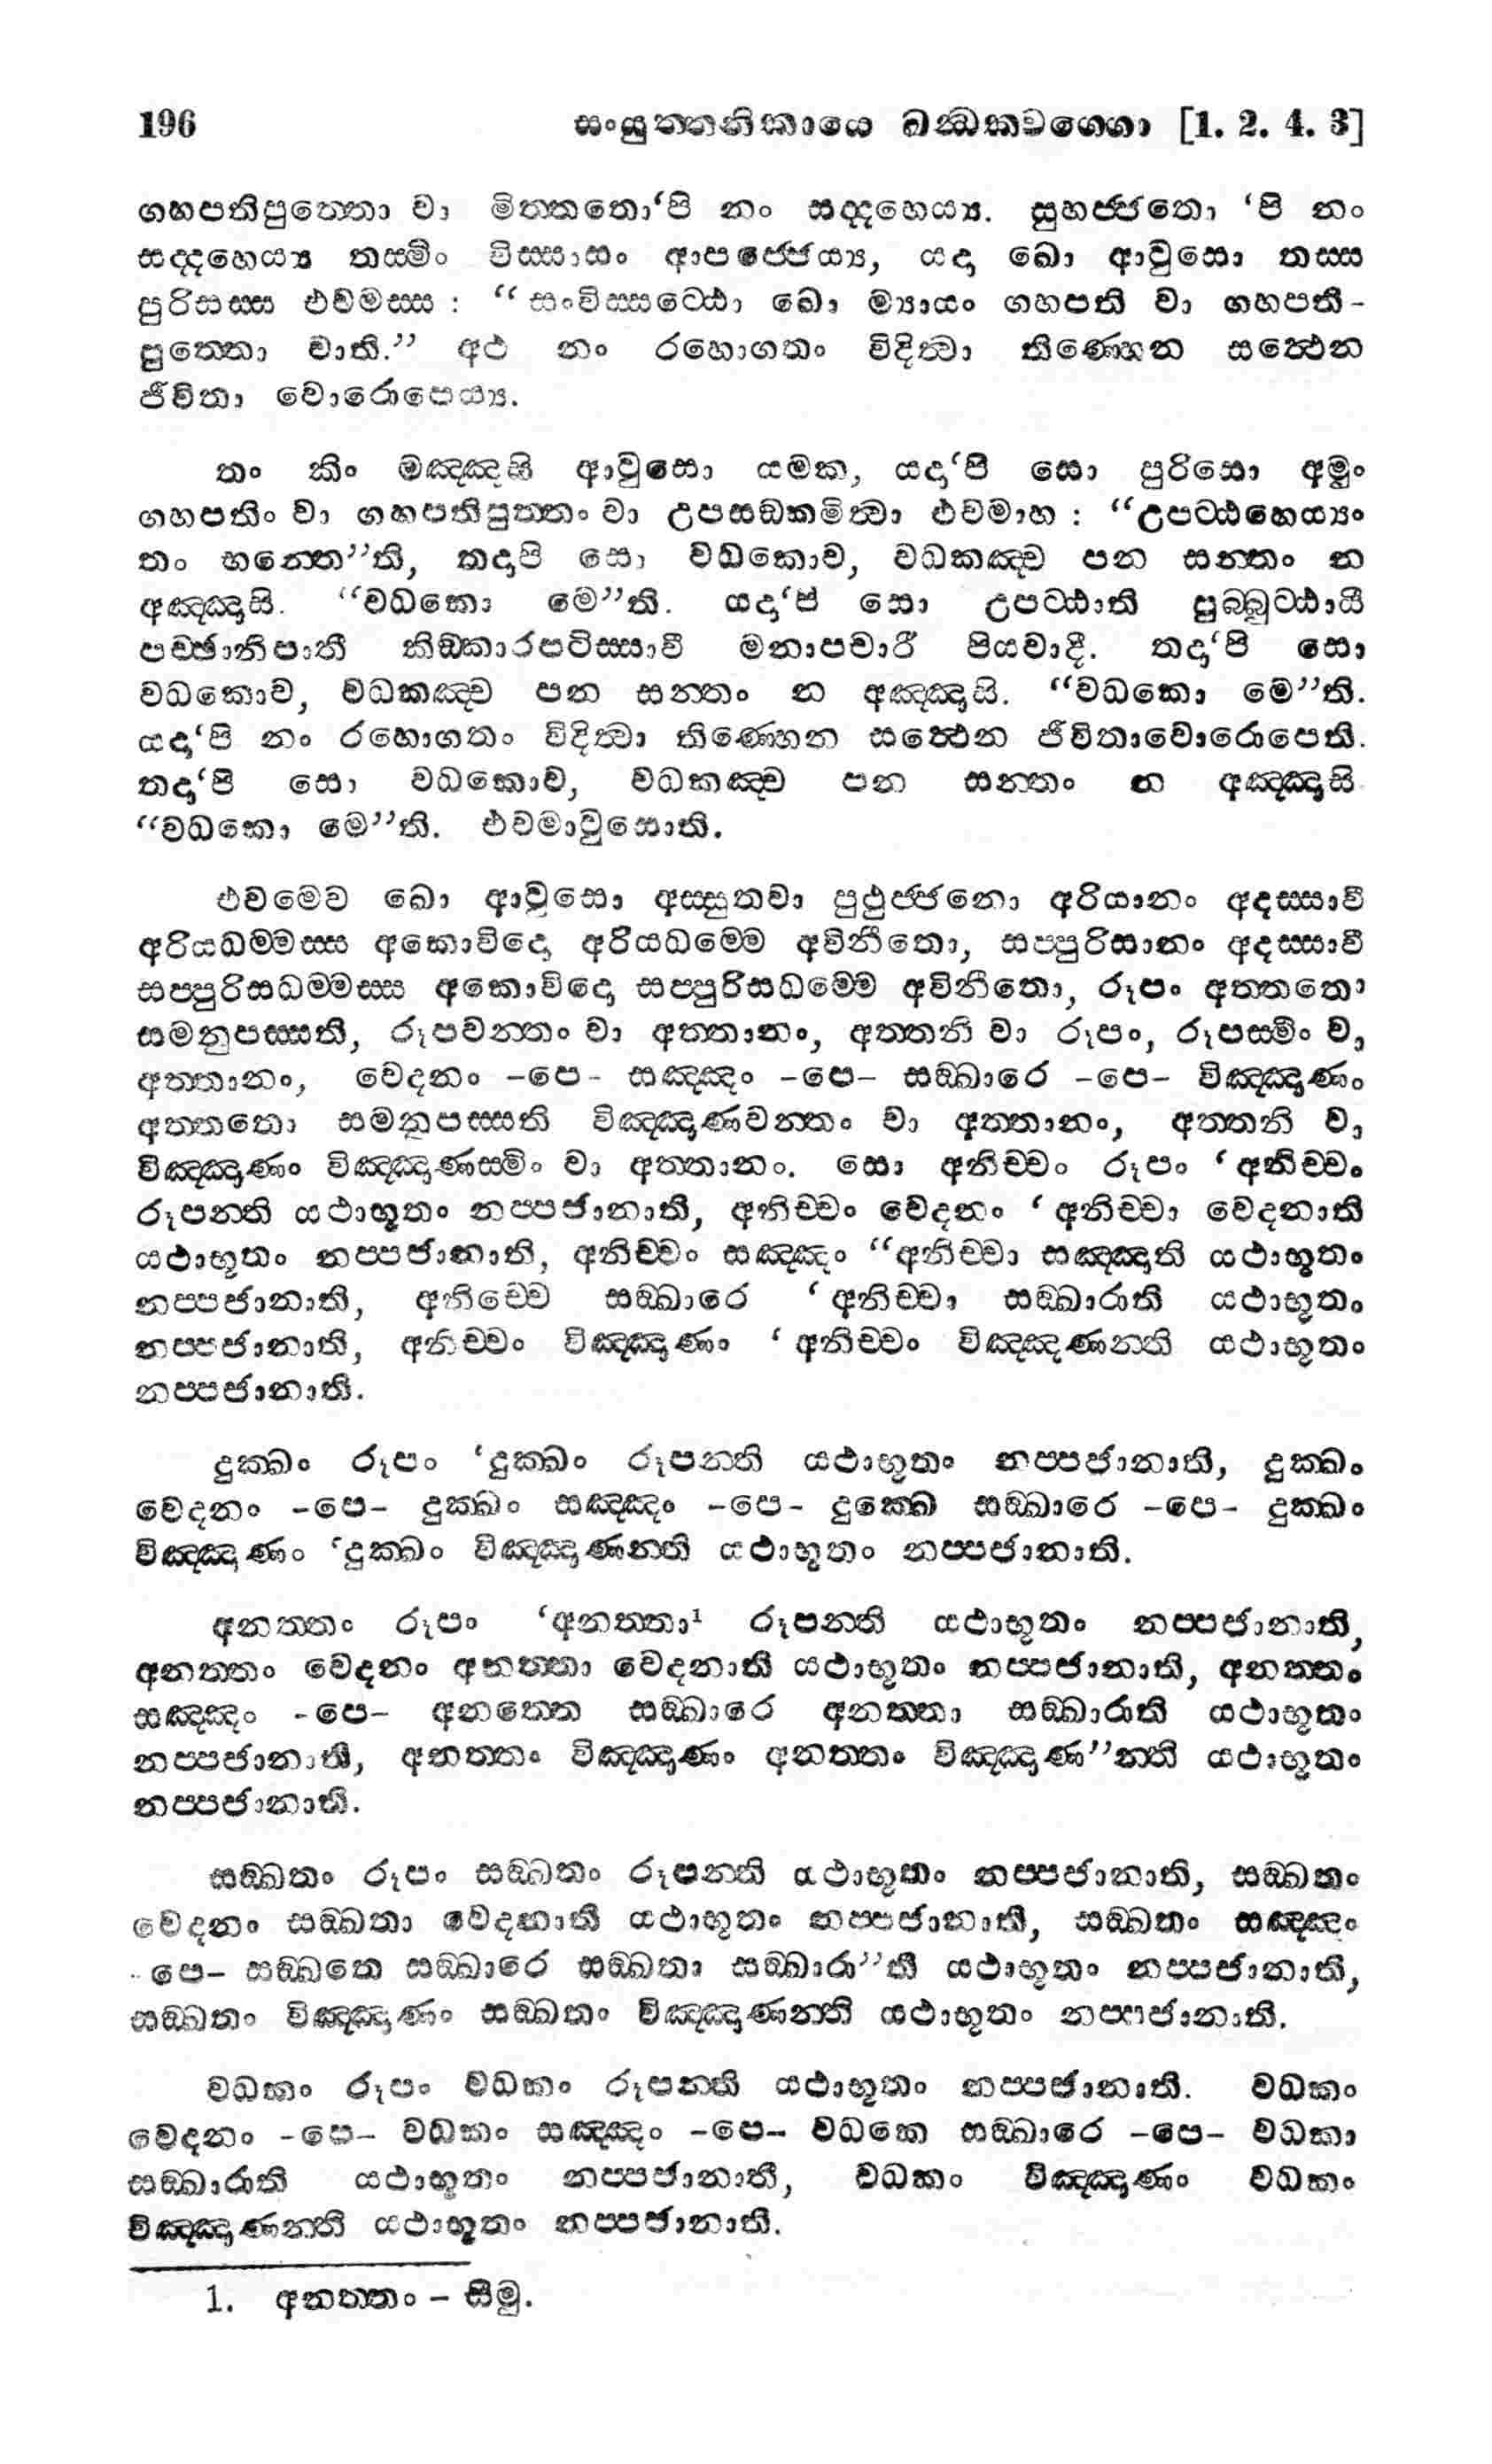 196 සංයුත්තනිකායෙ ඛන්ධකවග්ගො [1. 2. 4. 3]
ගහපතිපුත්තො වා මිත්තතො‘පි නං සද්දහෙය්‍ය. සුහජ්ජතො ‘පි නං
සද්දහෙය්‍ය තස්මිං විස්සාසං ආපජ්ජෙය්‍ය, යදා ඛො ආවුසො තස්ස
පුරිසස්ස එවමස්ස : “සංවිස්සට්ඨො ඛො ම්‍යායං ගහපති වා ගහපති-
පුත්තො වාති.” අථ නං රහොගතං විදිත්‍වා තිණ්හෙන සත්‍ථෙන
ජීවිතා වොරොපෙය්‍ය.
තං කිං මඤ්ඤසි ආවුසො යමක, යදා‘පි සො පුරිසො අමුං
ගහපතිං වා ගහපතිපුත්තං වා උපසඞ්කමිත්‍වා එවමාහ : “උපට්ඨහෙය්‍යං
තං භන්තෙ”ති, තදාපි සො වධකොව, වධකඤ්ච පන සන්තං න
අඤ්ඤාසි. “වධකො මෙ”ති. යදා‘පි සො උපට්ඨාති පුබ්බුට්ඨායී
පච්ඡානිපාතී කිඞ්කාරපටිස්සාවී මනාපචාරී පියවාදී. තදා‘පි සො
වධකොව, වධකඤ්ච පන සන්තං න අඤ්ඤාසි. “වධකො මෙ”ති.
යදා‘පි නං රහොගතං විදිත්‍වා තිණ්හෙන සත්‍ථෙන ජීවිතාවොරොපෙති.
තදා‘පි සො වධකොව, වධකඤ්ච පන සන්තං න අඤ්ඤාසි
“වධකො මෙ”ති. එවමාවුසොති.
එවමෙව ඛො ආවුසො අස්සුතවා පුථුජ්ජනො අරියානං අදස්සාවී
අරියධම්මස්ස අකොවිදො අරියධම්මෙ අවිනීතො, සප්පුරිසානං අදස්සාවී
සප්පුරිසධම්මස්ස අකොවිදො සප්පුරිසධම්මෙ අවිනීතො, රූපං අත්තතො
සමනුපස්සති, රූපවන්තං වා අත්තානං, අත්තනි වා රූපං, රූපස්මිං වා
අත්තානං, වෙදනං -පෙ- සඤ්ඤං -පෙ- සඞ්ඛාරෙ -පෙ- විඤ්ඤාණං
අත්තතො සමනුපස්සති විඤ්ඤාණවන්තං වා අත්තානං, අත්තනි වා
විඤ්ඤාණං විඤ්ඤාණස්මිං වා අත්තානං. සො අනිච්චං රූපං ‘අනිච්චං
රූපන්ති යථාභූතං නප්පජානාති, අනිච්චං වෙදනං ‘අනිච්චා වෙදනාති
යථාභූතං නප්පජානාති, අනිච්චං සඤ්ඤං “අනිච්චා සඤ්ඤාති යථාභූතං
නප්පජානාති, අනිච්චෙ සඞ්ඛාරෙ ‘අනිච්චා සඞ්ඛාරාති යථාභූතං
නප්පජානාති, අනිච්චං විඤ්ඤාණං ‘අනිච්චං විඤ්ඤණන්ති යථාභූතං
නප්පජානාති.
දුක්ඛං රූපං ‘දුක්ඛං රූපන්ති යථාභූතං නප්පජානාති, දුක්ඛං
වෙදනං -පෙ- දුක්ඛං සඤ්ඤං -පෙ- දුක්ඛෙ සඞ්ඛාරෙ -පෙ- දුක්ඛං
විඤ්ඤාණං ‘දුක්ඛං විඤ්ඤාණන්ති යථාභූතං නප්පජානාති.
අනත්තං රූපං ‘අනත්තා¹ රූපන්ති යථාභූතං නප්පජානාති,
අනත්තං වෙදනං අනත්තා වෙදනාති යථාභූතං නප්පජානාති, අනත්තං
සඤ්ඤං -පෙ- අනත්තෙ සඞ්ඛාරෙ අනත්තා සඞ්ඛාරාති යථාභූතං
නප්පජානාති, අනත්තං විඤ්ඤාණං අනත්තං විඤ්ඤාණ”න්ති යථාභූතං
නප්පජානාති.
සඞ්ඛතං රූපං සඞ්ඛතං රූපන්ති යථාභූතං නප්පජානාති, සඞ්ඛතං
වෙදනං සඞ්ඛතා වෙදනාති යථාභූතං නප්පජානාති, සඞ්ඛතං සඤ්ඤං
-පෙ- සඞ්ඛතෙ සඞ්ඛාරෙ සඞ්ඛතා සඞ්ඛාරා”ති යථාභූතං නප්පජානාති,
සඞ්ඛතං විඤ්ඤාණං සඞ්ඛතං විඤ්ඤාණන්ති යථාභූතං නප්පජානාති.
වධකං රූපං වධකං රූපන්ති යථාභූතං නප්පජානාති. වධකං
වෙදනං -පෙ- වධකං සඤ්ඤං -පෙ- වධකෙ සඞ්ඛාරෙ -පෙ- වධකා
සඞ්ඛාරාති යථාභූතං නප්පජානාති, වධකං විඤ්ඤාණං වධකං
විඤ්ඤාණන්ති යථාභූතං නප්පජානාති.
1. අනත්තං - සීමු.